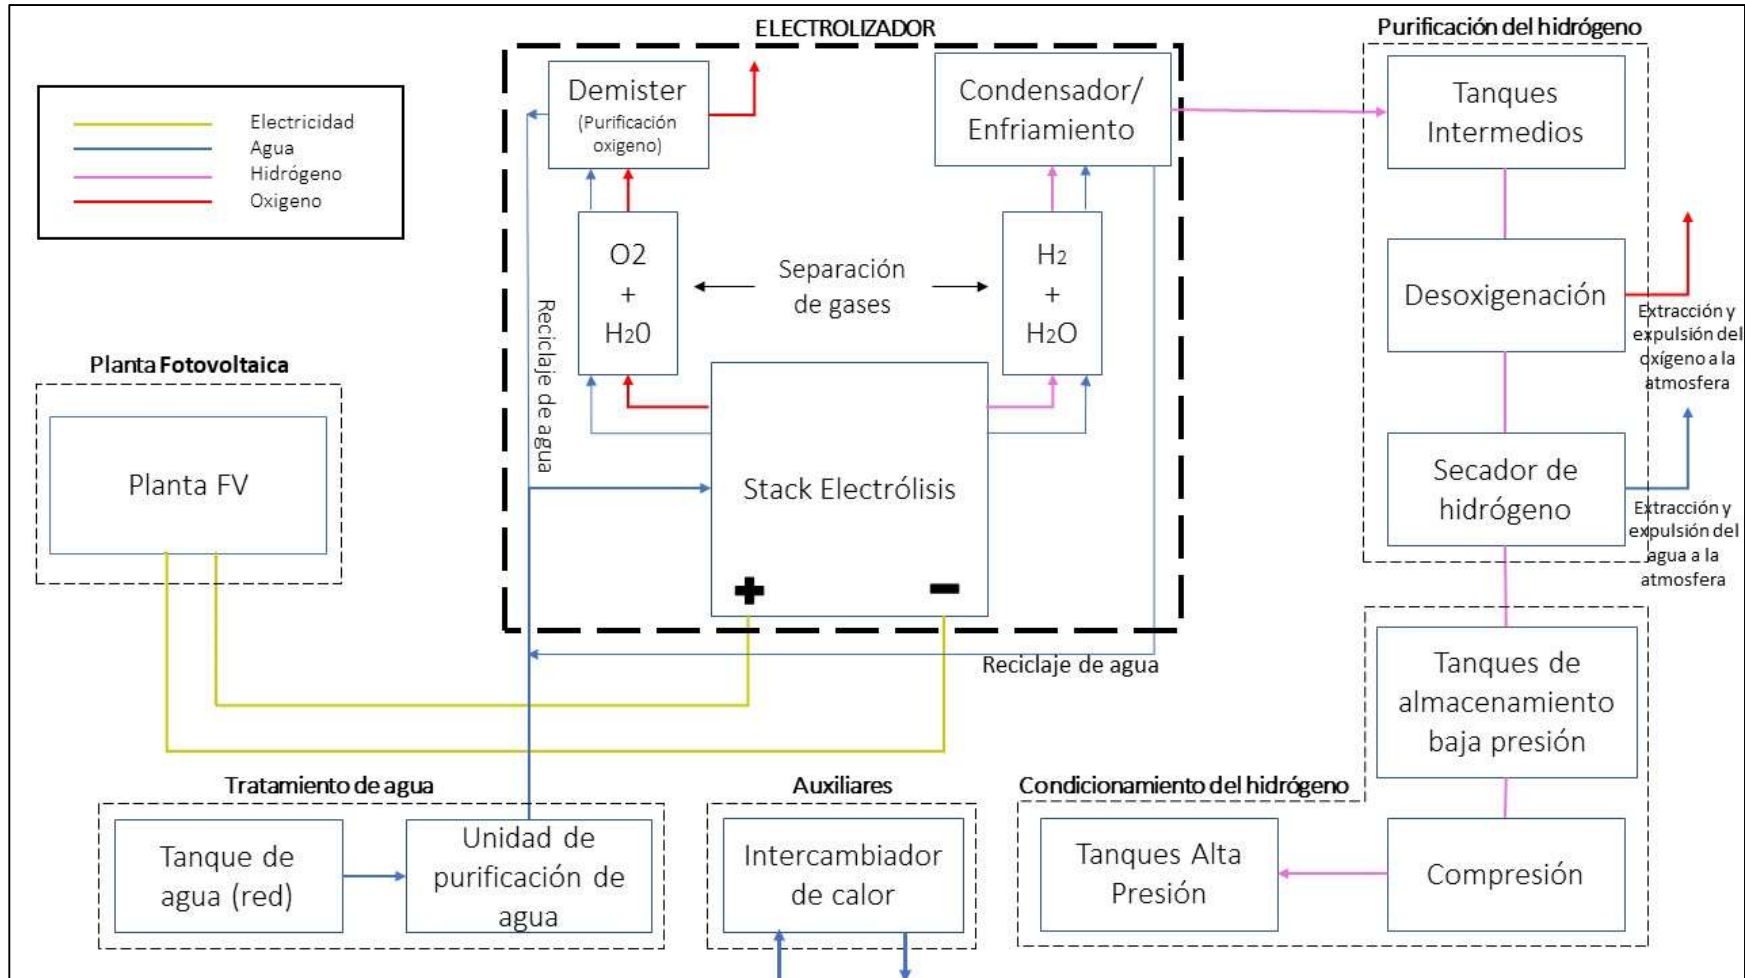 ELECTROLIZADOR
Purificación del hidrógeno
Electricidad
Agua
Hidrógeno
Oxigeno
Demister
(Purificación
oxigeno)
Condensador/
Enfriamiento
Tanques
Intermedios
O2
+
H20
Separación
de gases
H2
+
H2O
Desoxigenación
Extracción y
expulsión del
oxígeno a la
atmosfera
Reciclaje de agua
Planta Fotovoltaica
Planta FV
Stack Electrólisis
+
-
Secador de
hidrógeno
Extracción y
expulsión del
agua a la
atmosfera
Reciclaje de agua
Tanques de
almacenamiento
baja presión
Tratamiento de agua
Tanque de
agua (red)
Unidad de
purificación de
agua
Auxiliares
Intercambiador
de calor
Condicionamiento del hidrógeno
Tanques Alta
Presión
Compresión